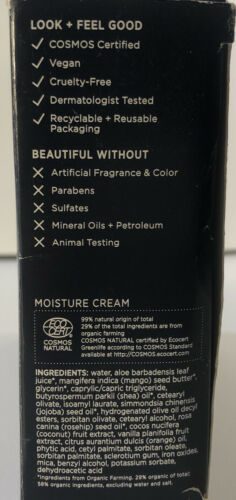 LOOK + FEEL GOOD
✓ COSMOS Certified
✓ Vegan
✓ Cruelty-Free
✓ Dermatologist Tested
✓ Recyclable + Reusable
Packaging
BEAUTIFUL WITHOUT
✕ Artificial Fragrance & Color
✕ Parabens
✕ Sulfates
✕ Mineral Oils + Petroleum
✕ Animal Testing
MOISTURE CREAM
ECO
CERT
COSMOS
NATURAL
99% natural origin of total
29% of the total ingredients are from
organic farming
COSMOS NATURAL certified by Ecocert
Greenlife according to COSMOS Standard
available at http://COSMOS.ecocert.com
INGREDIENTS: water, aloe barbadensis leaf
juice*, mangifera indica (mango) seed butter*,
glycerin*, caprylic/capric triglyceride,
butyrospermum parkii (shea) oil*, cetearyl
olivate, isoamyl laurate, simmondsia chinensis
(jojoba) seed oil*, hydrogenated olive oil decyl
esters, sorbitan olivate, cetearyl alcohol, rosa
canina (rosehip) seed oil*, cocos nucifera
(coconut) fruit extract, vanilla planifolia fruit
extract, citrus aurantium dulcis (orange) oil,
phytic acid, cetyl palmitate, sorbitan oleate,
sorbitan palmitate, sclerotium gum, iron oxides,
mica, benzyl alcohol, potassium sorbate,
dehydroacetic acid
*Ingredients from Organic Farming. 29% organic of total.
58% organic ingredients, excluding water and salt.